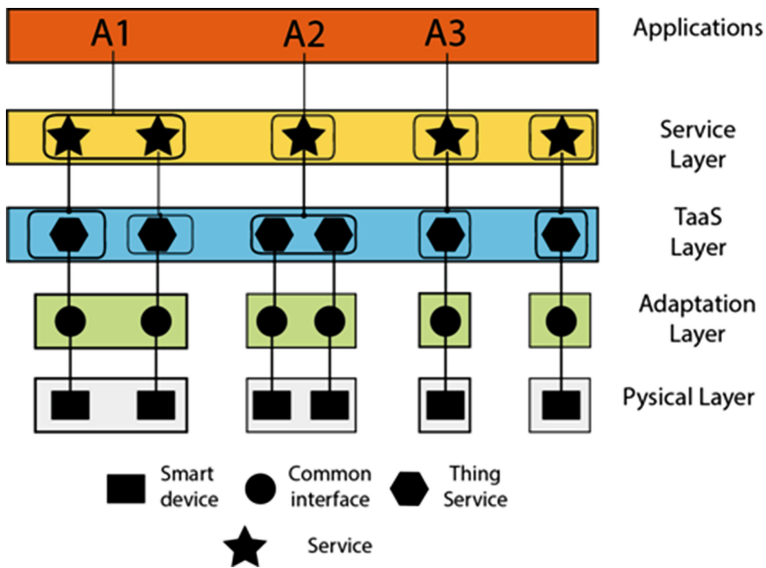 A1 A2 A3 Applications
Service
Layer
TaaS
Layer
Adaptation
Layer
Pysical Layer
Smart
device
Common
interface
Thing
Service
Service